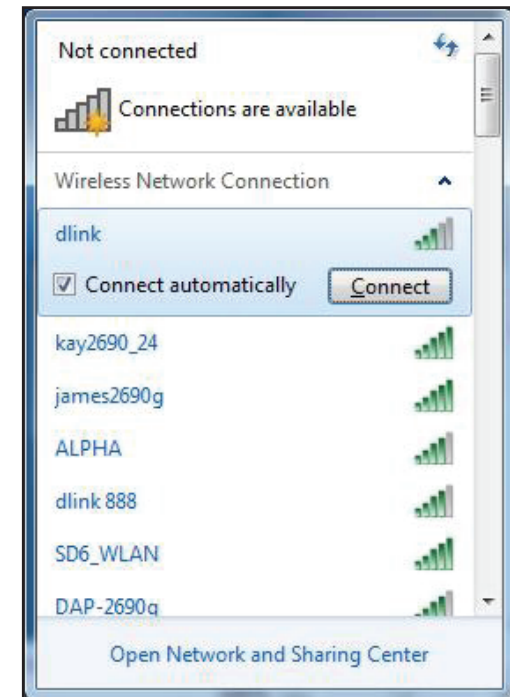 Not connected
Connections are available
Wireless Network Connection
dlink
Connect automatically Connect
kay2690_24
james2690g
ALPHA
dlink 888
SD6_WLAN
DAP-2690g
Open Network and Sharing Center